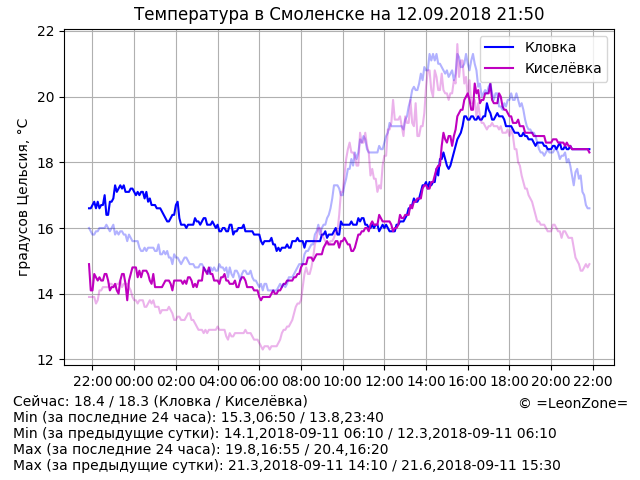 Температура в Смоленске на 12.09.2018 21:50
градусов Цельсия, °C
22
20
18
16
14
12
Кловка
Киселёвка
22:00 00:00 02:00 04:00 06:00 08:00 10:00 12:00 14:00 16:00 18:00 20:00 22:00
Сейчас: 18.4 / 18.3 (Кловка / Киселёвка)
© =LeonZone=
Min (за последние 24 часа): 15.3,06:50 / 13.8,23:40
Min (за предыдущие сутки): 14.1,2018-09-11 06:10 / 12.3,2018-09-11 06:10
Max (за последние 24 часа): 19.8,16:55 / 20.4,16:20
Max (за предыдущие сутки): 21.3,2018-09-11 14:10 / 21.6,2018-09-11 15:30